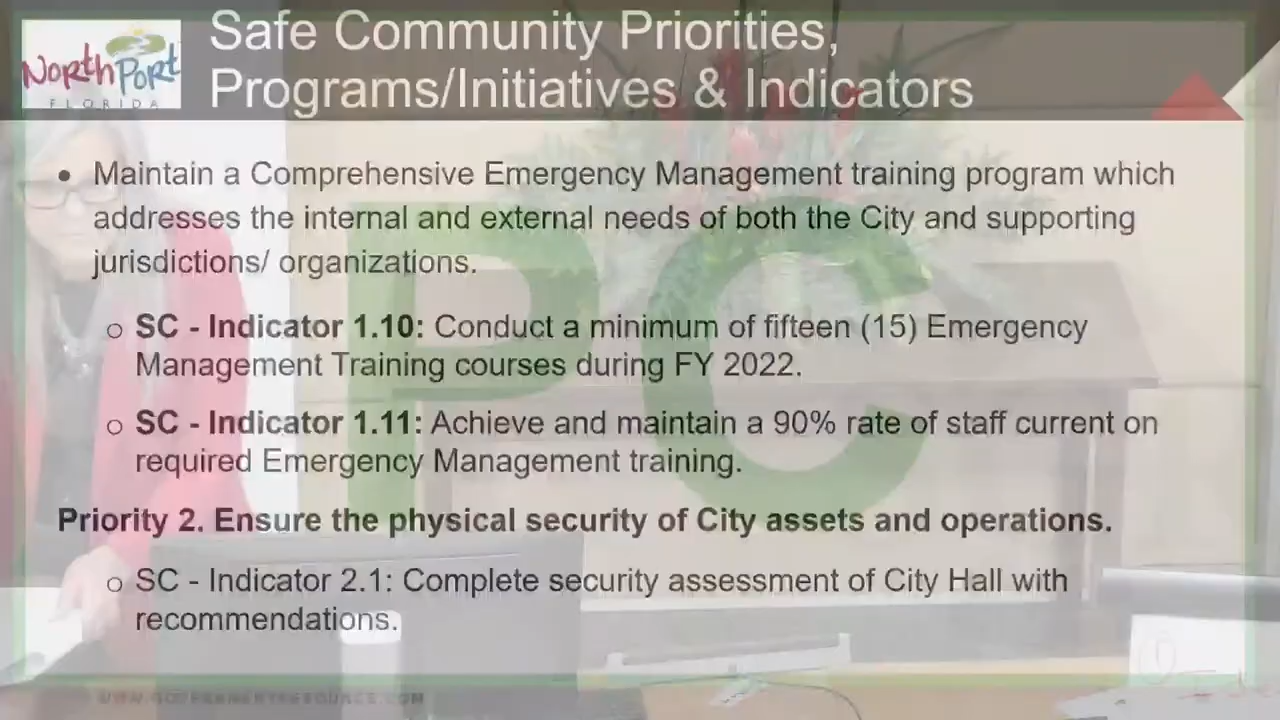 Safe Community Priorities,
Programs/Initiatives & Indicators
North Port
FLORIDA
• Maintain a Comprehensive Emergency Management training program which
addresses the internal and external needs of both the City and supporting
jurisdictions/ organizations.
o SC - Indicator 1.10: Conduct a minimum of fifteen (15) Emergency
Management Training courses during FY 2022.
o SC - Indicator 1.11: Achieve and maintain a 90% rate of staff current on
required Emergency Management training.
Priority 2. Ensure the physical security of City assets and operations.
o SC - Indicator 2.1: Complete security assessment of City Hall with
recommendations.
PC